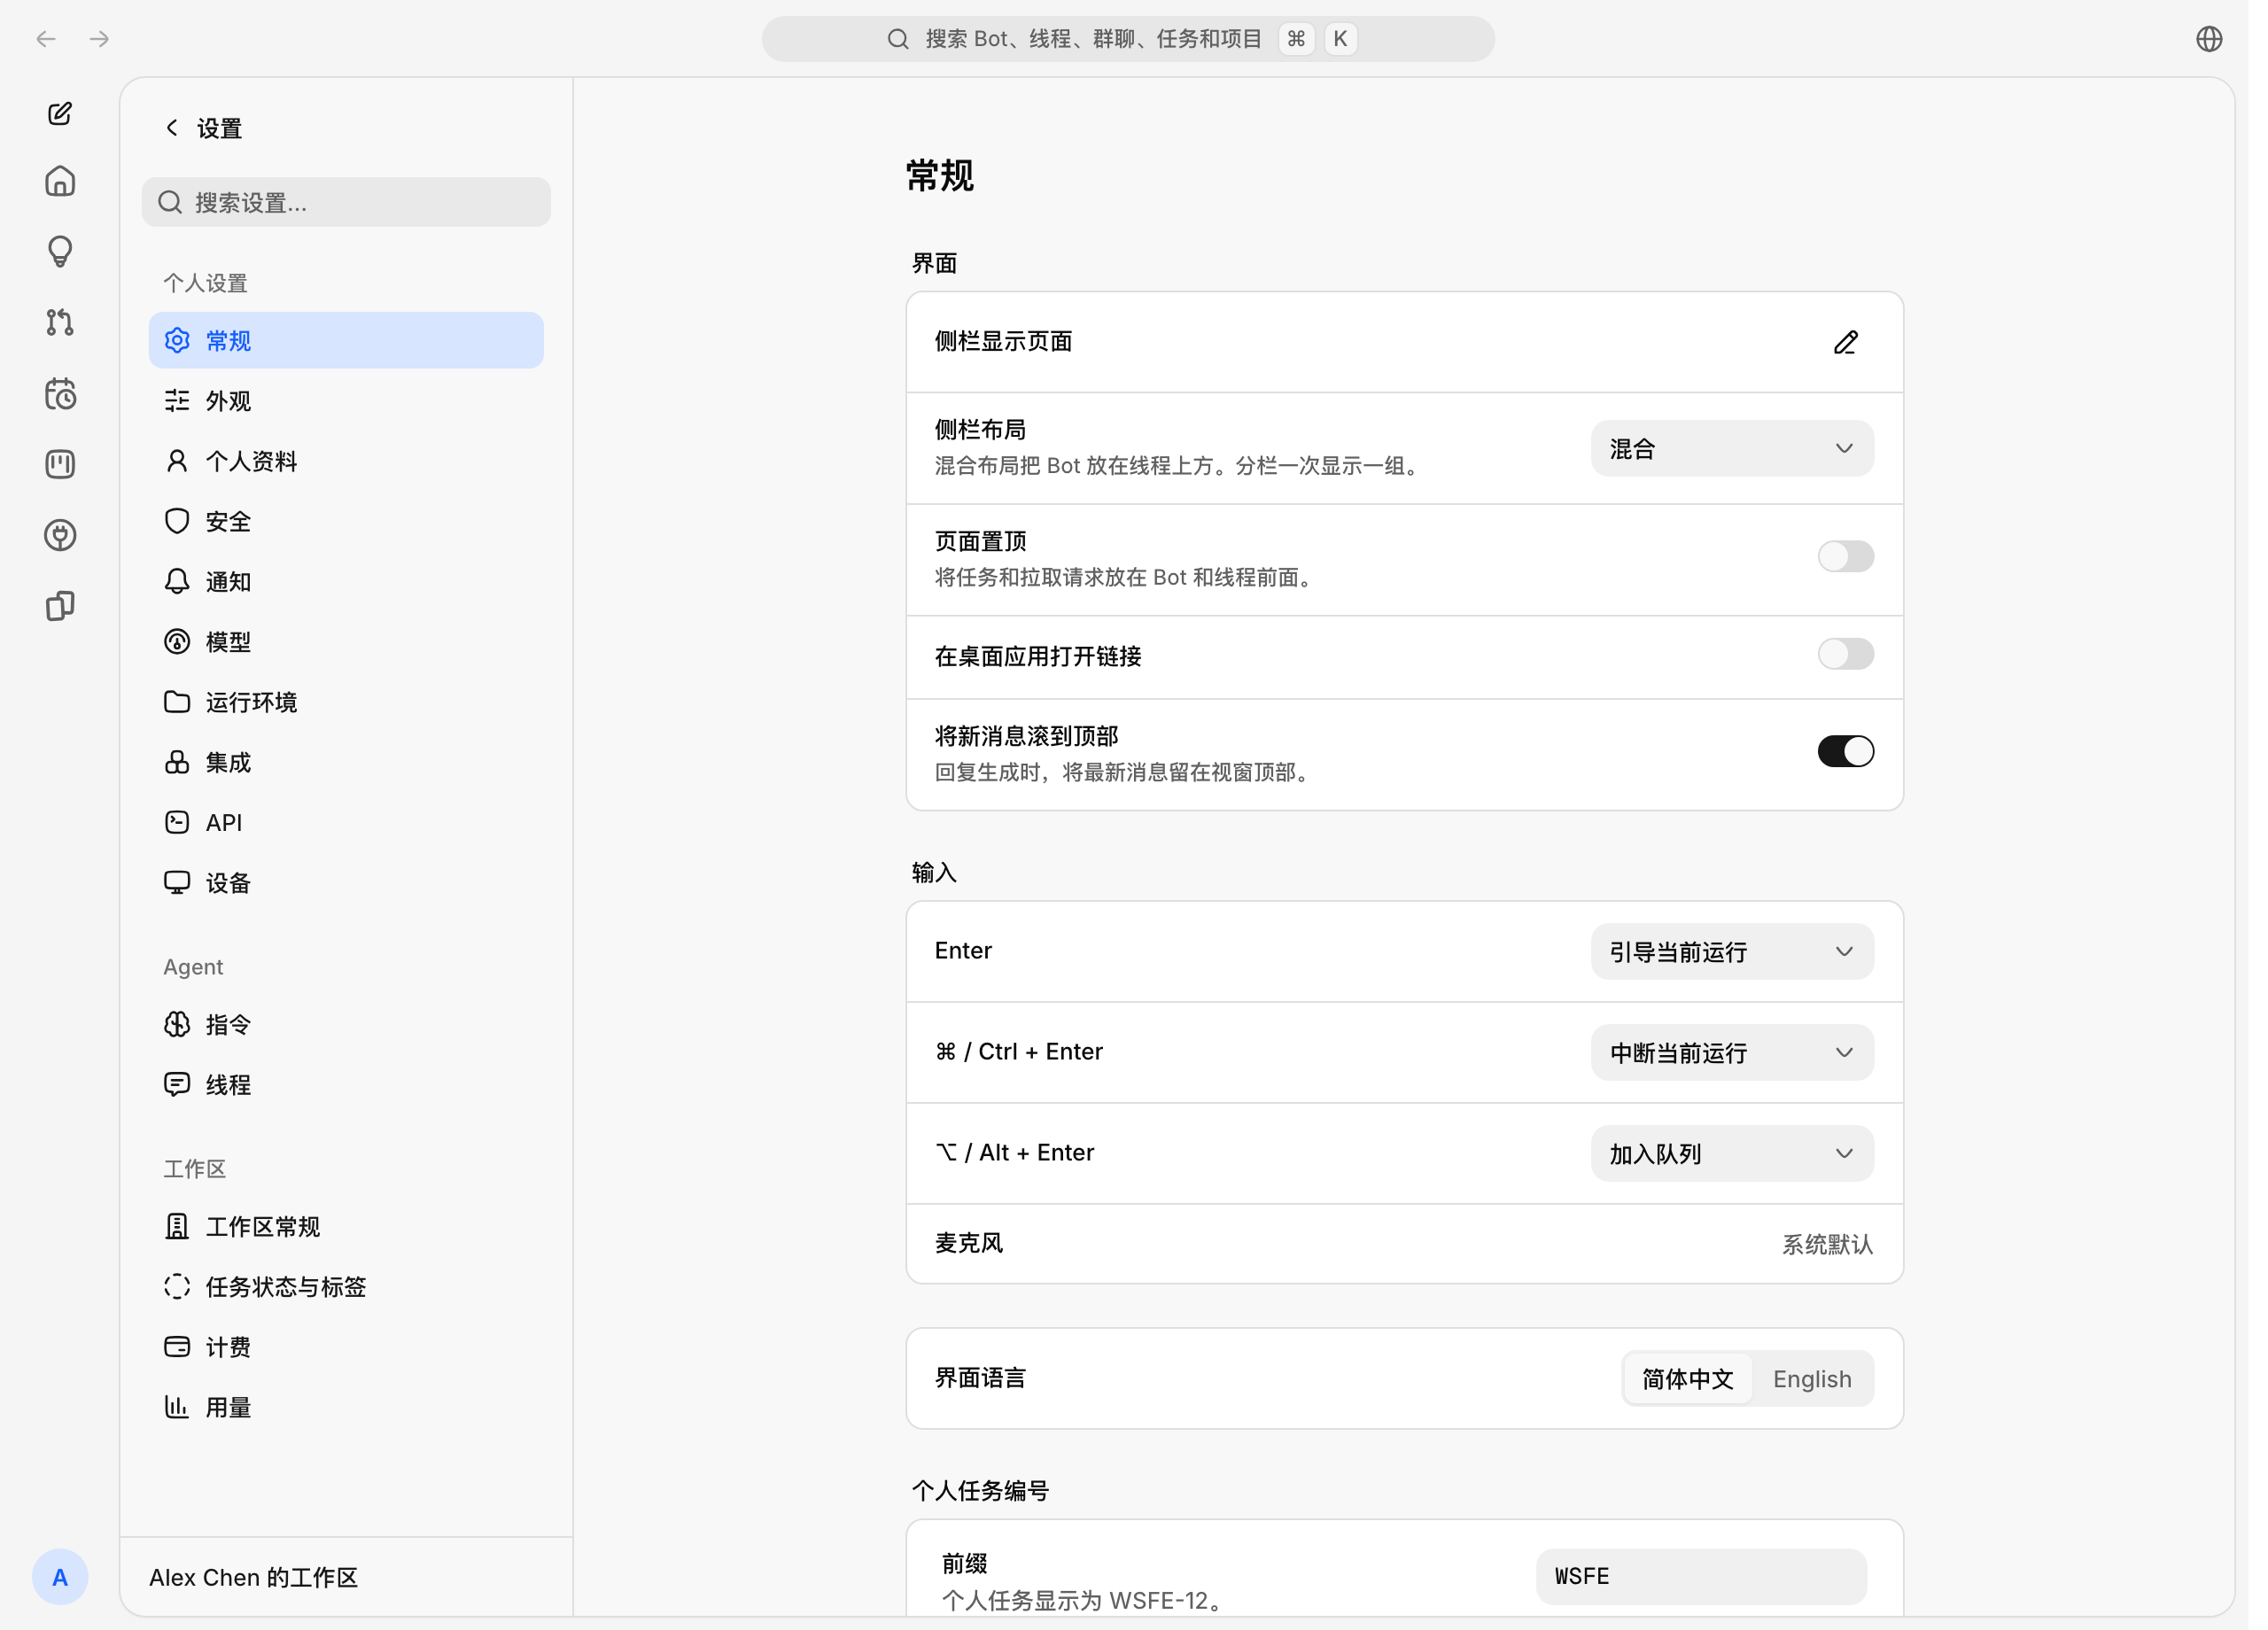 搜索 Bot、线程、群聊、任务和项目 ⌘ K
设置
搜索设置...
个人设置
常规
外观
个人资料
安全
通知
模型
运行环境
集成
API
设备
Agent
指令
线程
工作区
工作区常规
任务状态与标签
计费
用量
A
Alex Chen 的工作区
常规
界面
侧栏显示页面
侧栏布局
混合布局把 Bot 放在线程上方。分栏一次显示一组。
混合
页面置顶
将任务和拉取请求放在 Bot 和线程前面。
在桌面应用打开链接
将新消息滚到顶部
回复生成时，将最新消息留在视窗顶部。
输入
Enter
引导当前运行
⌘ / Ctrl + Enter
中断当前运行
⌥ / Alt + Enter
加入队列
麦克风
系统默认
界面语言
简体中文 English
个人任务编号
前缀
个人任务显示为 WSFE-12。
WSFE